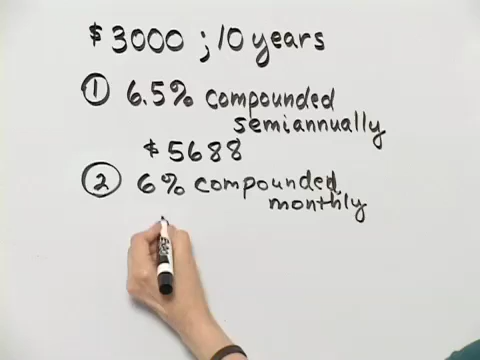 $3000 ; 10 years
① 6.5% compounded
semiannually
$5688
② 6% compounded
monthly